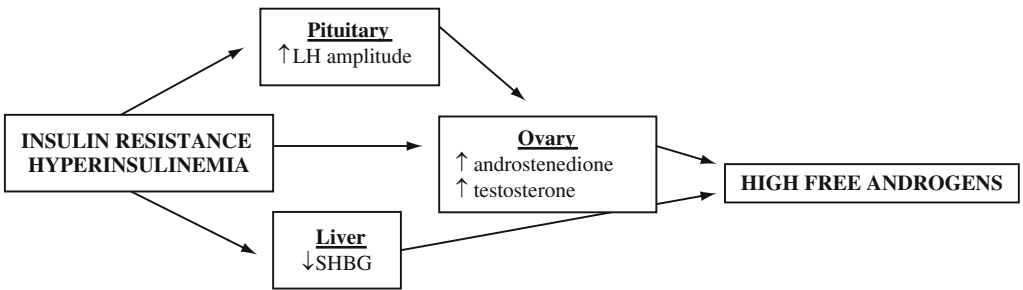 Pituitary
↑LH amplitude
INSULIN RESISTANCE
HYPERINSULINEMIA
Ovary
↑ androstenedione
↑ testosterone
HIGH FREE ANDROGENS
Liver
↓SHBG